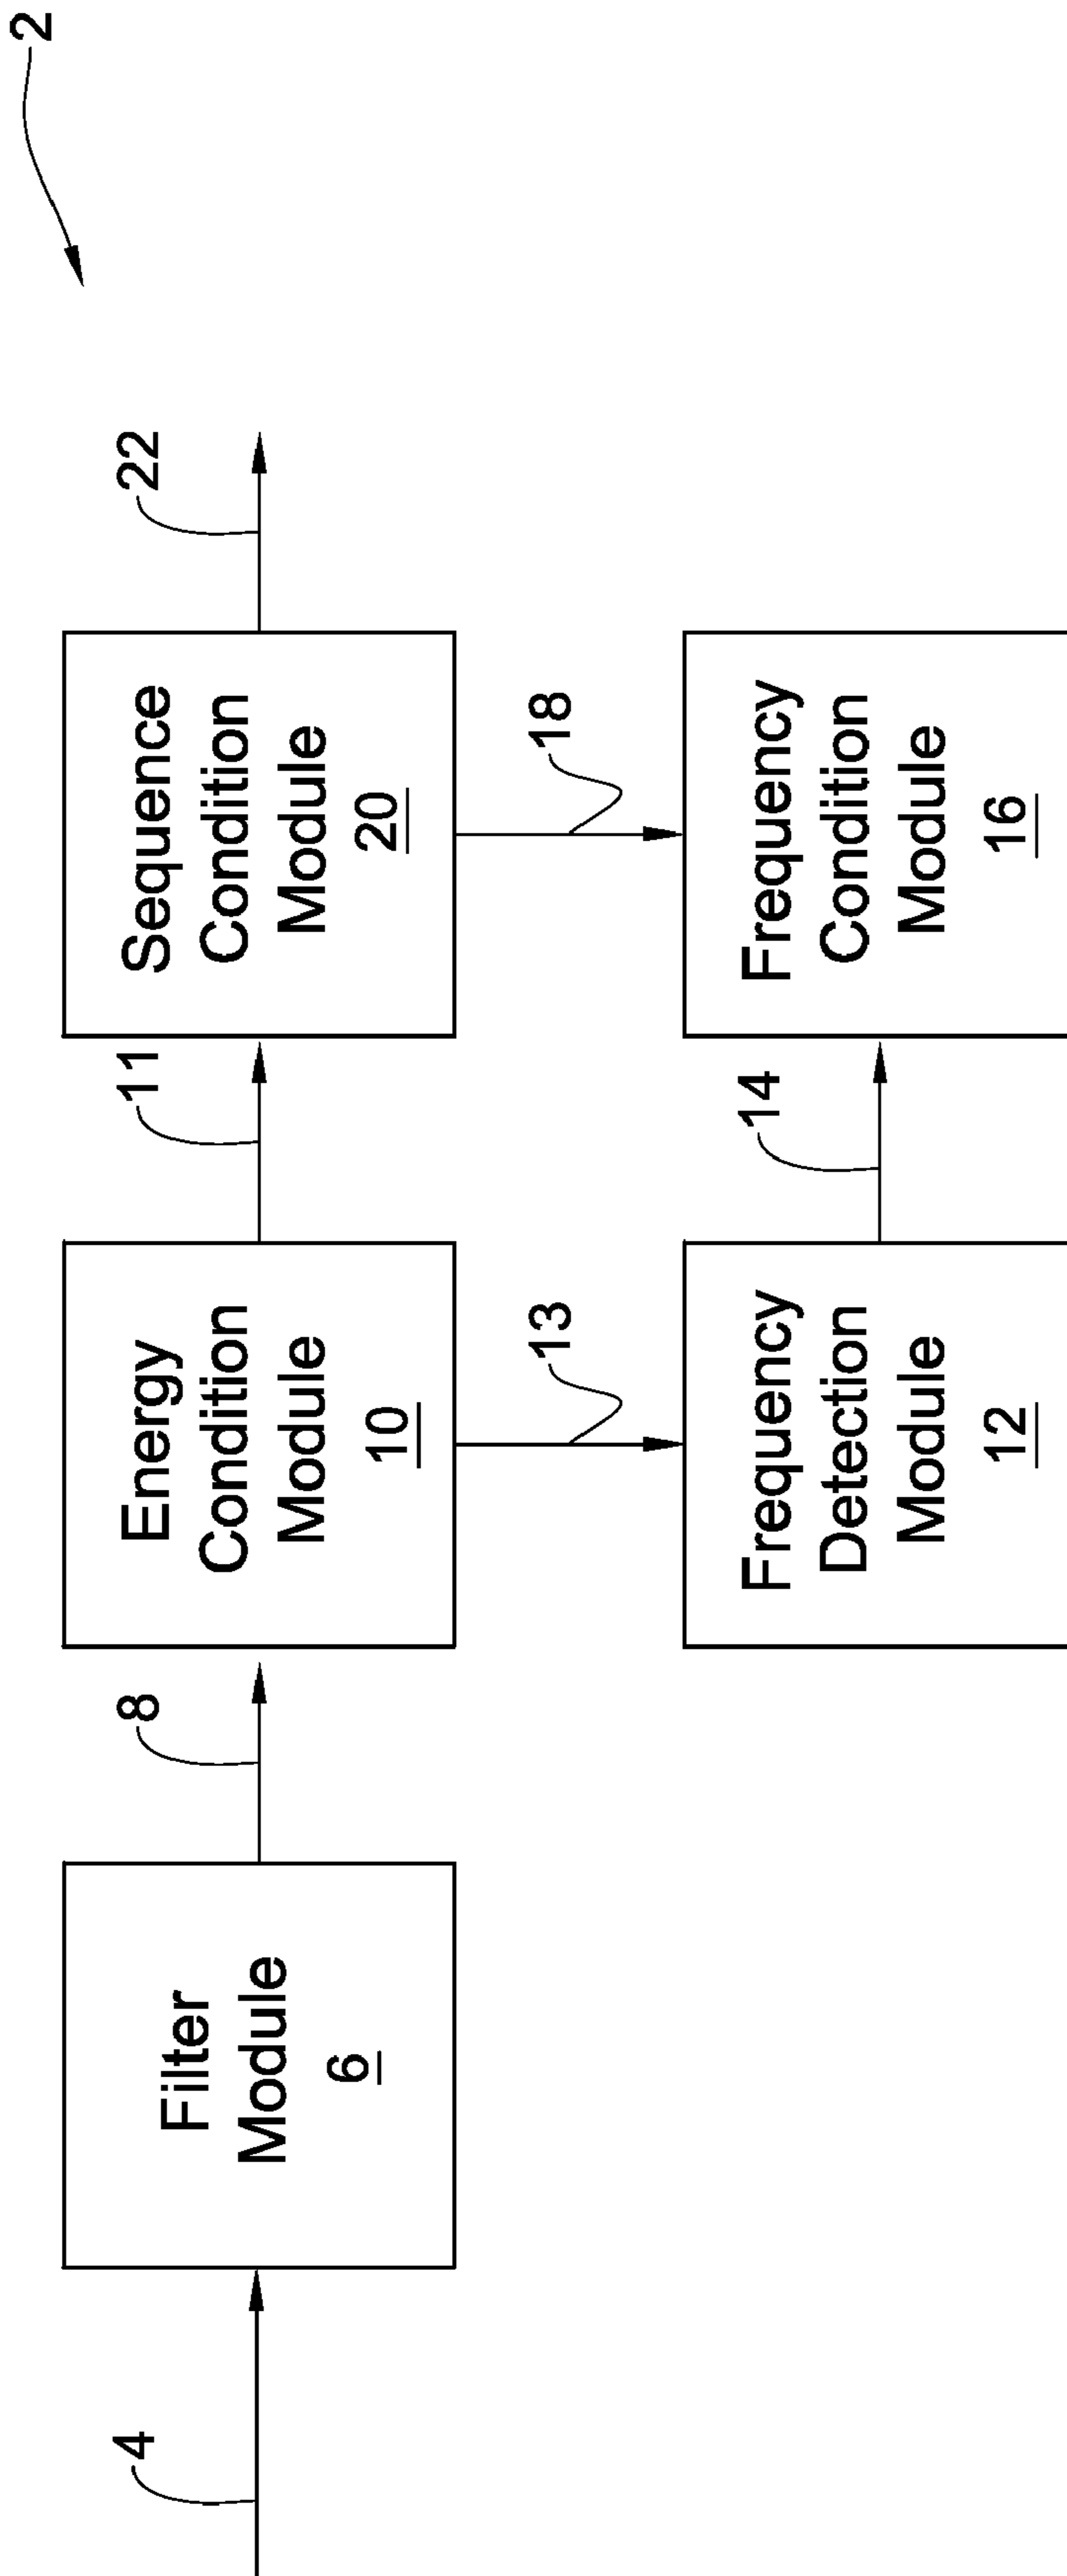 2
4
Filter
Module
6
8
Energy
Condition
Module
10
11
Sequence
Condition
Module
20
22
13
18
Frequency
Detection
Module
12
14
Frequency
Condition
Module
16